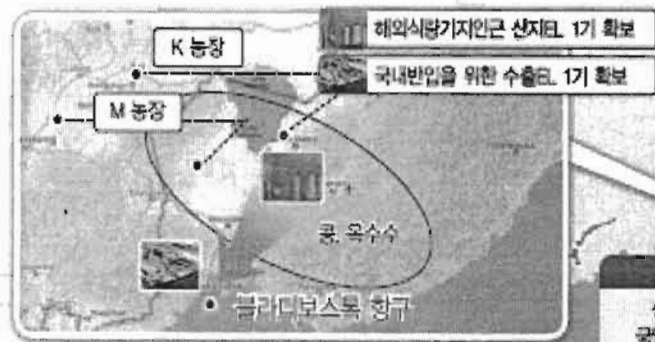 해외식량기지인근 산지EL 1기 확보
K 농장
국내반입을 위한 수출EL 1기 확보
M 농장
콩, 옥수수
블라디보스톡 항구